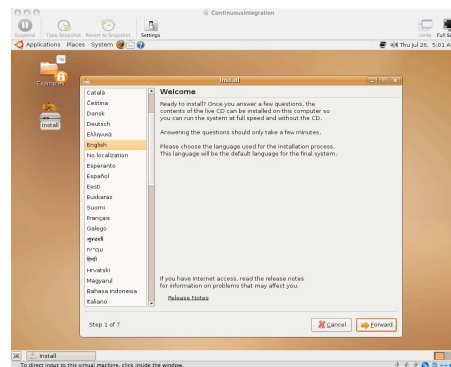 ContinuousIntegration
Suspend
Take Snapshot
Revert to Snapshot
Settings
Unity
Full S
Applications Places System
Thu Jul 28, 5:01 A
Examples
Install
Install
Català
Čeština
Dansk
Deutsch
Ελληνικά
English
No localization
Esperanto
Español
Eesti
Euskaraz
Suomi
Français
Galego
ગુજરાતી
עברית
हिन्दी
Hrvatski
Magyarul
Bahasa Indonesia
Italiano
Welcome
Ready to install? Once you answer a few questions, the
contents of the live CD can be installed on this computer so
you can run the system at full speed and without the CD.
Answering the questions should only take a few minutes.
Please choose the language used for the installation process.
This language will be the default language for the final system.
If you have Internet access, read the release notes
for information on problems that may affect you.
Release Notes
Step 1 of 7
Cancel
Forward
Install
To direct input to this virtual machine, click inside the window.